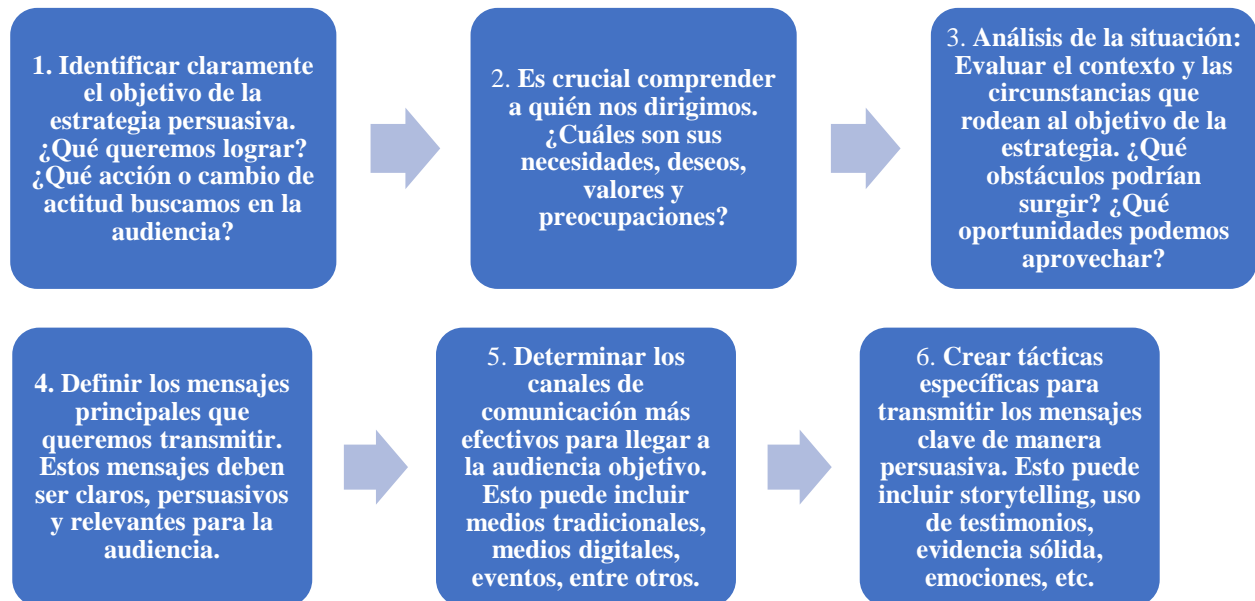 1. Identificar claramente
el objetivo de la
estrategia persuasiva.
¿Qué queremos lograr?
¿Qué acción o cambio de
actitud buscamos en la
audiencia?
2. Es crucial comprender
a quién nos dirigimos.
¿Cuáles son sus
necesidades, deseos,
valores y
preocupaciones?
3. Análisis de la situación:
Evaluar el contexto y las
circunstancias que
rodean al objetivo de la
estrategia. ¿Qué
obstáculos podrían
surgir? ¿Qué
oportunidades podemos
aprovechar?
4. Definir los mensajes
principales que
queremos transmitir.
Estos mensajes deben
ser claros, persuasivos
y relevantes para la
audiencia.
5. Determinar los
canales de
comunicación más
efectivos para llegar a
la audiencia objetivo.
Esto puede incluir
medios tradicionales,
medios digitales,
eventos, entre otros.
6. Crear tácticas
específicas para
transmitir los mensajes
clave de manera
persuasiva. Esto puede
incluir storytelling, uso
de testimonios,
evidencia sólida,
emociones, etc.